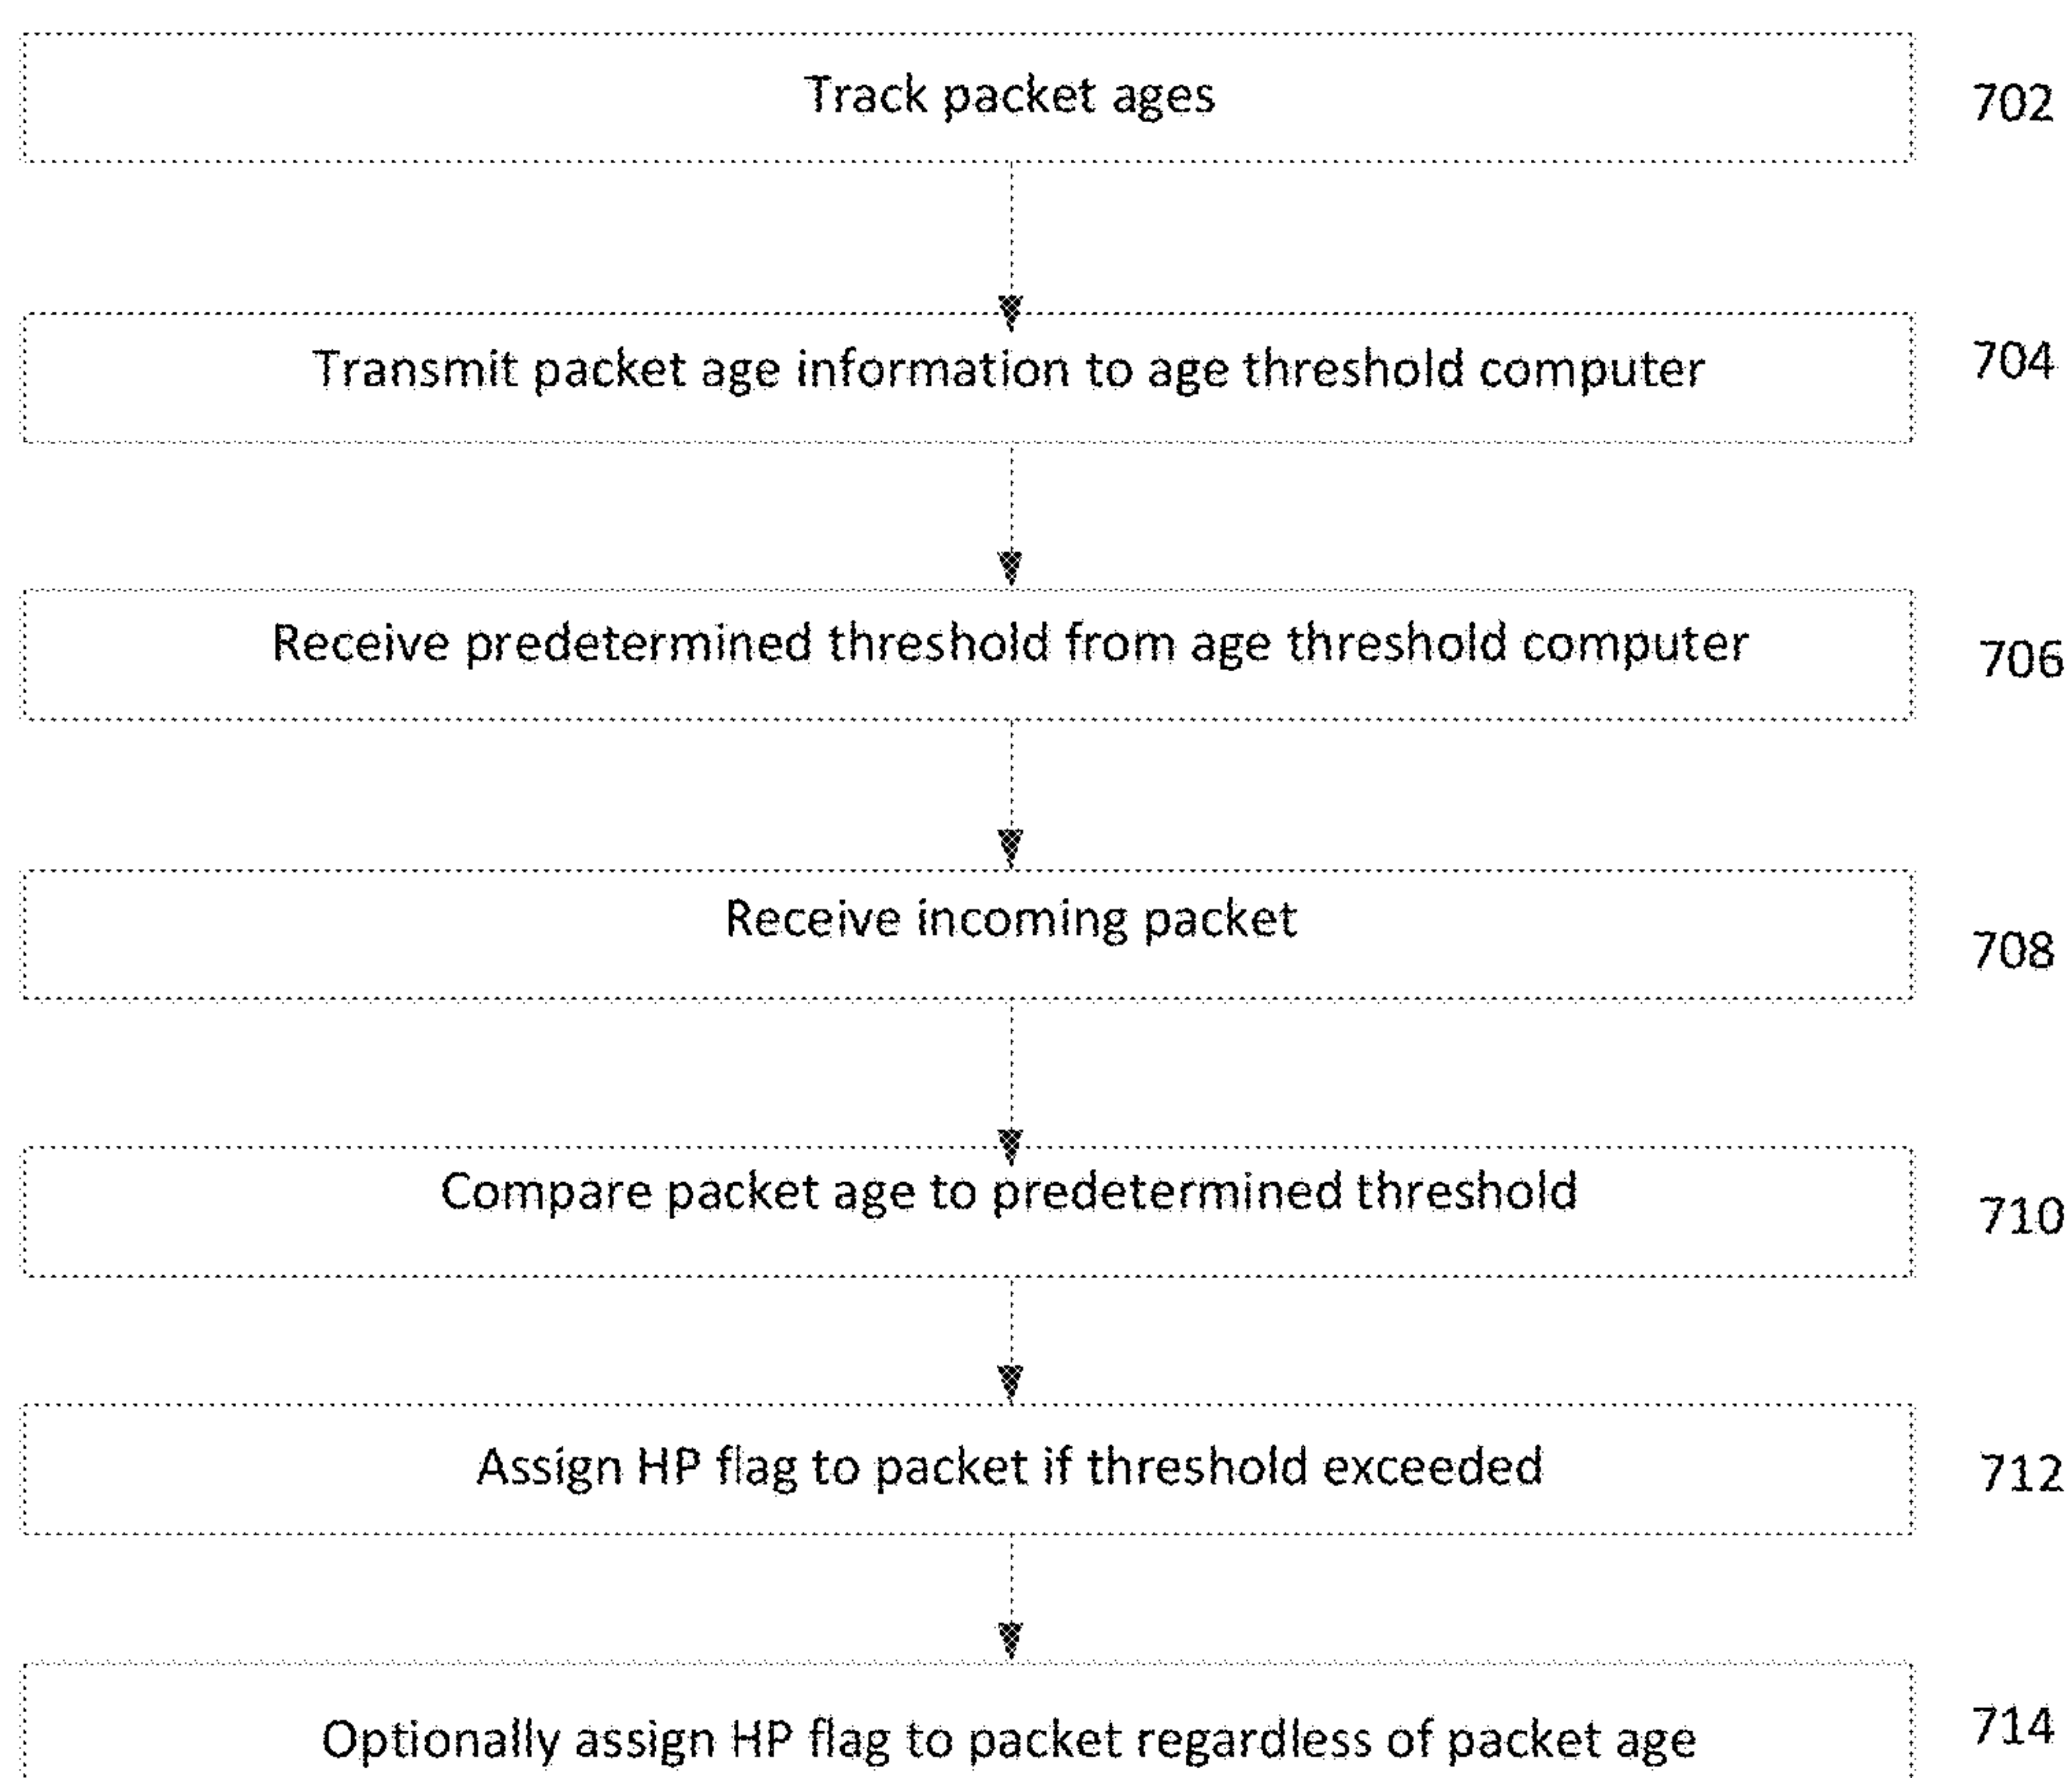 Track packet ages
702
Transmit packet age information to age threshold computer
704
Receive predetermined threshold from age threshold computer
706
Receive incoming packet
708
Compare packet age to predetermined threshold
710
Assign HP flag to packet if threshold exceeded
712
Optionally assign HP flag to packet regardless of packet age
714